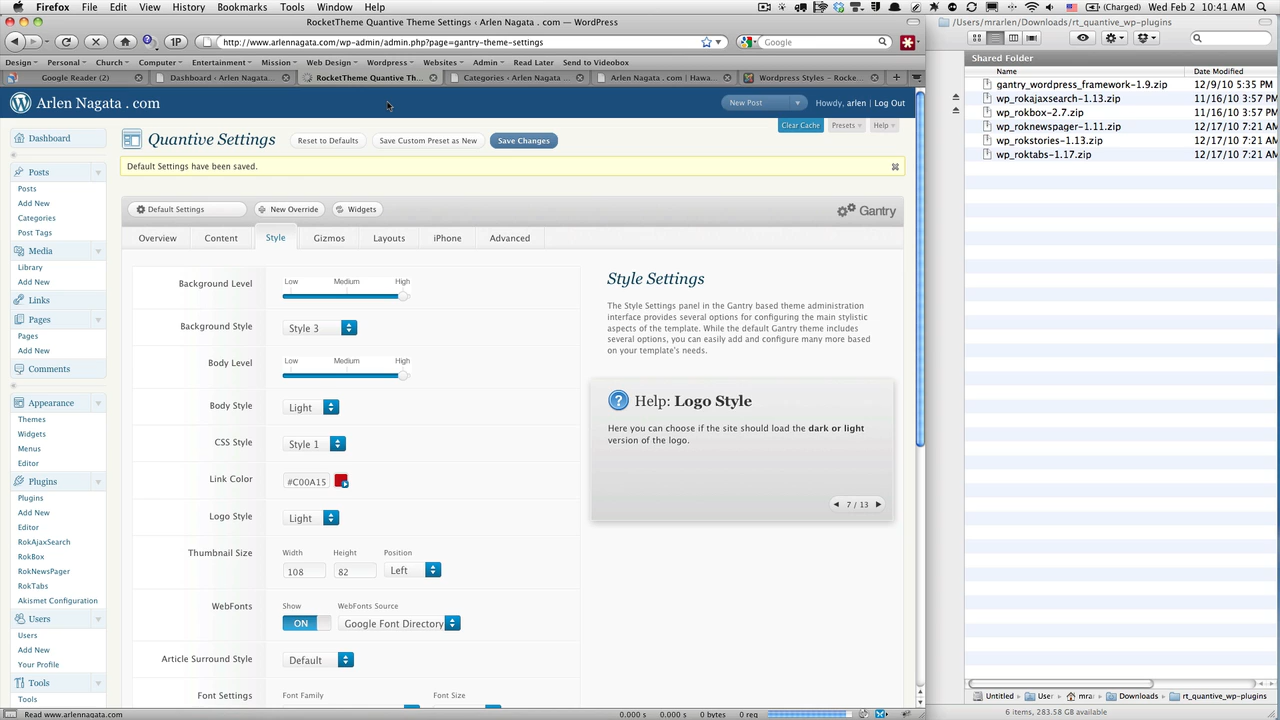 Firefox File Edit View History Bookmarks Tools Window Help (Charged) Wed Feb 2 10:41 AM
RocketTheme Quantive Theme Settings ‹ Arlen Nagata . com — WordPress
/Users/mrarlen/Downloads/rt_quantive_wp-plugins
1P http://www.arlennagata.com/wp-admin/admin.php?page=gantry-theme-settings Google
Design Personal Church Computer Entertainment Mission Web Design Wordpress Websites Admin Read Later Send to Videobox
Google Reader (2) Dashboard ‹ Arlen Nagat... RocketTheme Quantive Th... Categories ‹ Arlen Nagata ... Arlen Nagata .com | Hawa... Wordpress Styles - Rocke...
Arlen Nagata . com New Post Howdy, arlen | Log Out
Clear Cache Presets Help
Quantive Settings Reset to Defaults Save Custom Preset as New Save Changes
Default Settings have been saved.
Default Settings New Override Widgets Gantry
Overview Content Style Gizmos Layouts iPhone Advanced
Dashboard
Posts
Posts
Add New
Categories
Post Tags
Media
Library
Add New
Links
Pages
Pages
Add New
Comments
Appearance
Themes
Widgets
Menus
Editor
Plugins
Plugins
Add New
Editor
RokAjaxSearch
RokBox
RokNewsPager
RokTabs
Akismet Configuration
Users
Users
Add New
Your Profile
Tools
Tools
Background Level Low Medium High
Background Style Style 3
Body Level Low Medium High
Body Style Light
CSS Style Style 1
Link Color #C00A15
Logo Style Light
Thumbnail Size Width Height Position
108 82 Left
WebFonts Show WebFonts Source
ON Google Font Directory
Article Surround Style Default
Font Settings Font Family Font Size
Style Settings
The Style Settings panel in the Gantry based theme administration
interface provides several options for configuring the main stylistic
aspects of the template. While the default Gantry theme includes
several options, you can easily add and configure many more based
on your template's needs.
Help: Logo Style
Here you can choose if the site should load the dark or light
version of the logo.
7 / 13
Shared Folder
Name Date Modified
gantry_wordpress_framework-1.9.zip 12/9/10 5:35 PM
wp_rokajaxsearch-1.13.zip 11/16/10 3:57 P
wp_rokbox-2.7.zip 11/16/10 3:57 P
wp_roknewspager-1.11.zip 12/17/10 7:21 A
wp_rokstories-1.13.zip 12/17/10 7:21 A
wp_roktabs-1.17.zip 12/17/10 7:21 A
Untitled User mra Downloads rt_quantive_wp-plugins
6 items, 283.58 GB available
Read www.arlennagata.com 0.000 s 0.000 s 0 bytes 0 req